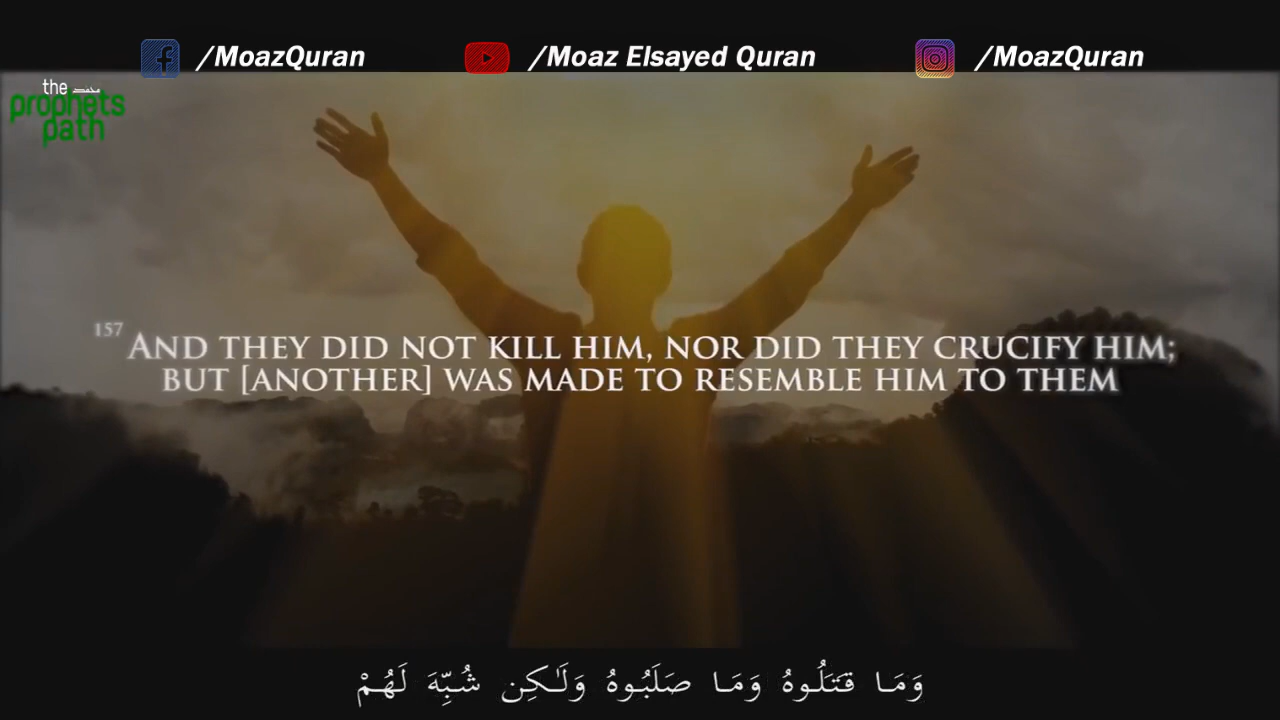 /MoazQuran
/Moaz Elsayed Quran
/MoazQuran
the محمد
prophets
path
157 AND THEY DID NOT KILL HIM, NOR DID THEY CRUCIFY HIM;
BUT [ANOTHER] WAS MADE TO RESEMBLE HIM TO THEM
وَمَا قَتَلُوهُ وَمَا صَلَبُوهُ وَلَٰكِن شُبِّهَ لَهُمْ